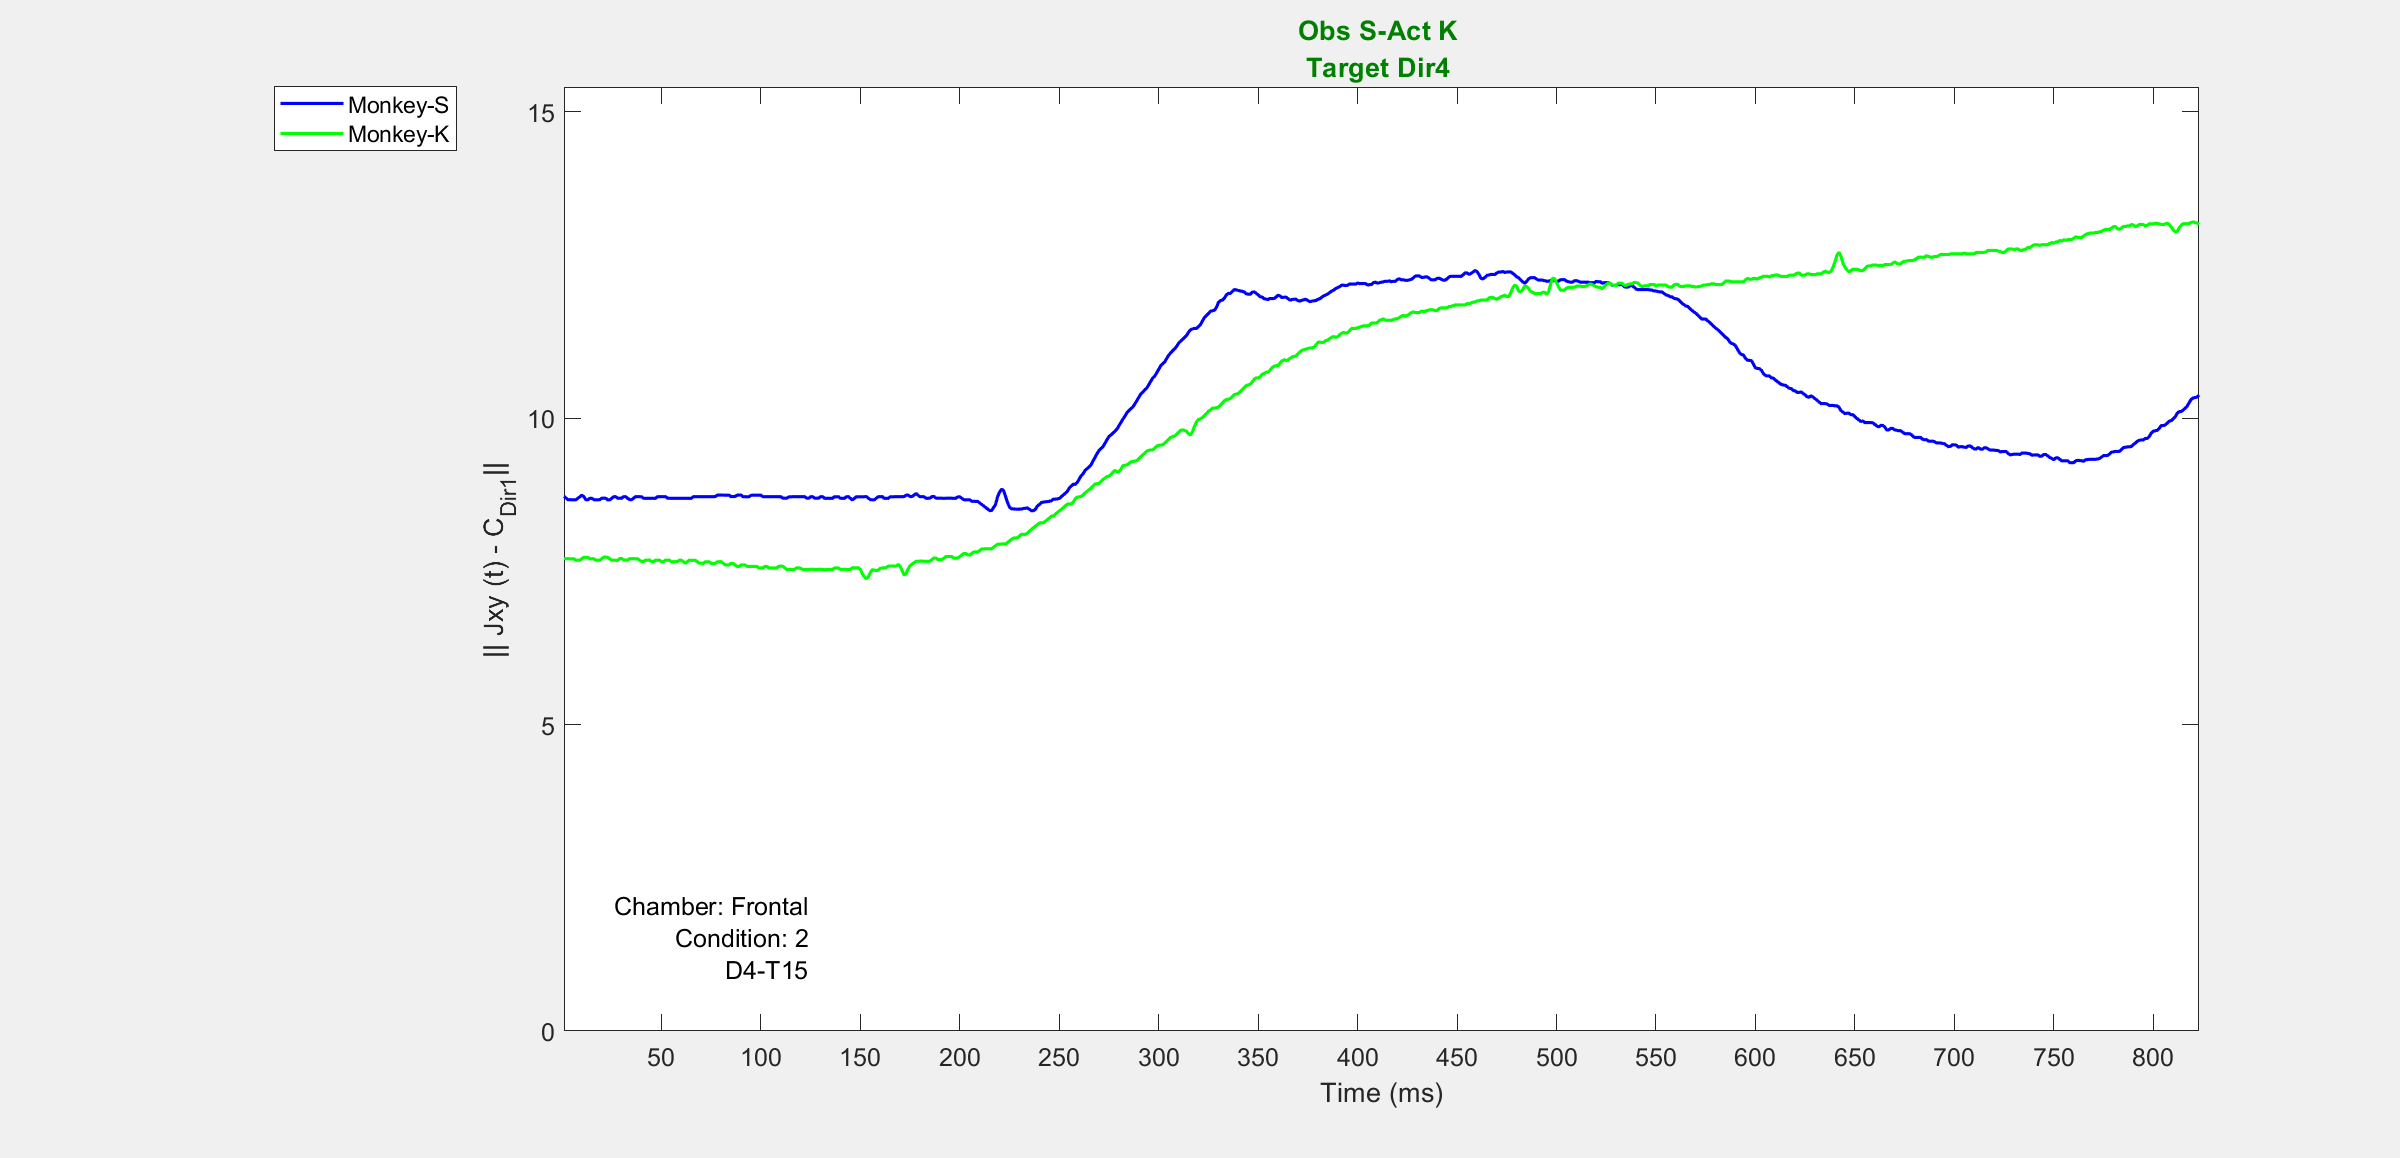 Obs S-Act K
Target Dir4
Monkey-S
Monkey-K
15
10
5
0
|| Jxy (t) - C_Dir1 ||
50 100 150 200 250 300 350 400 450 500 550 600 650 700 750 800
Time (ms)
Chamber: Frontal
Condition: 2
D4-T15